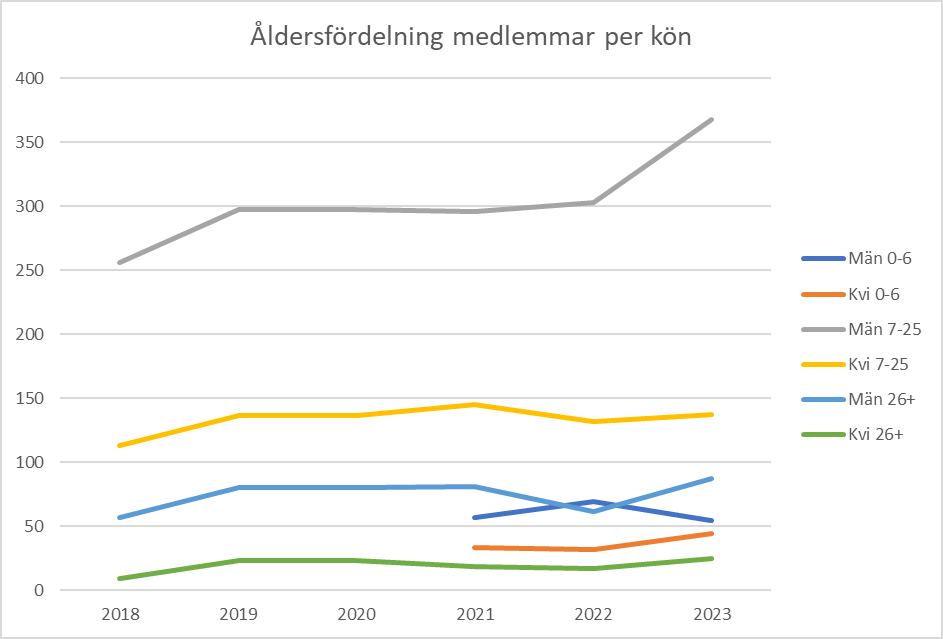 Åldersfördelning medlemmar per kön
400
350
300
250
200
150
100
50
0
2018 2019 2020 2021 2022 2023
Män 0-6
Kvi 0-6
Män 7-25
Kvi 7-25
Män 26+
Kvi 26+